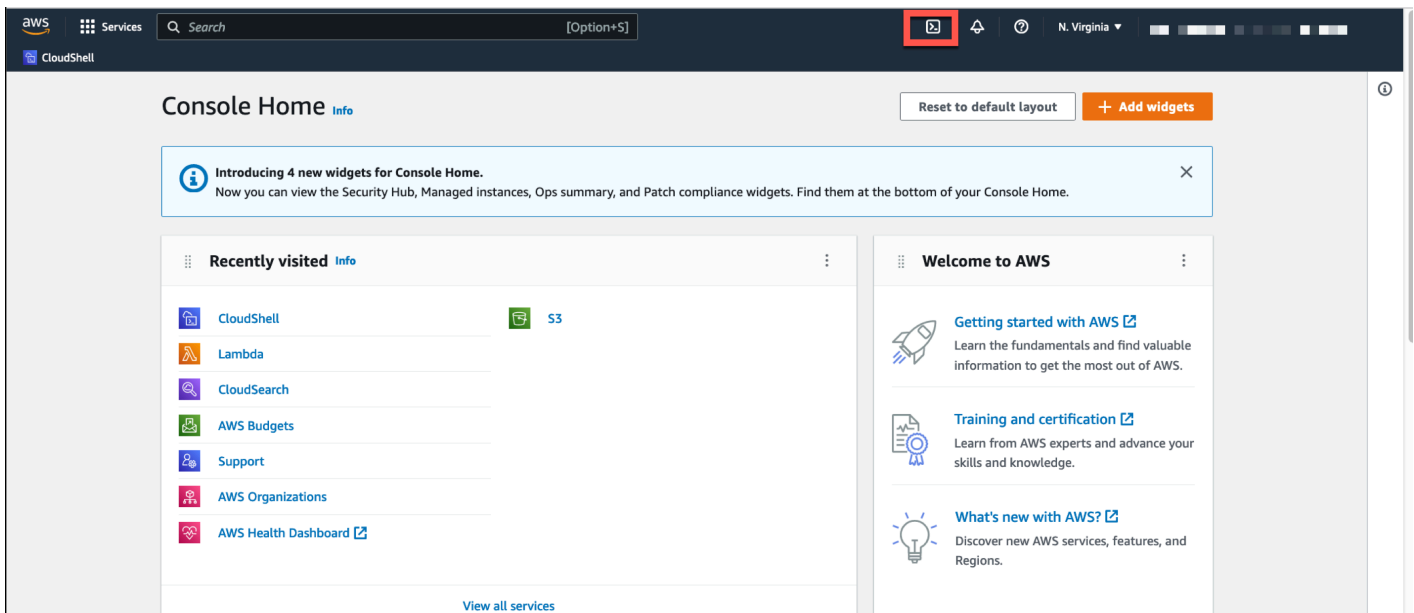 aws
Services
Search
[Option+S]
N. Virginia
CloudShell
Console Home Info
Reset to default layout
+ Add widgets
Introducing 4 new widgets for Console Home.
Now you can view the Security Hub, Managed instances, Ops summary, and Patch compliance widgets. Find them at the bottom of your Console Home.
Recently visited Info
CloudShell
Lambda
CloudSearch
AWS Budgets
Support
AWS Organizations
AWS Health Dashboard
S3
View all services
Welcome to AWS
Getting started with AWS
Learn the fundamentals and find valuable
information to get the most out of AWS.
Training and certification
Learn from AWS experts and advance your
skills and knowledge.
What's new with AWS?
Discover new AWS services, features, and
Regions.